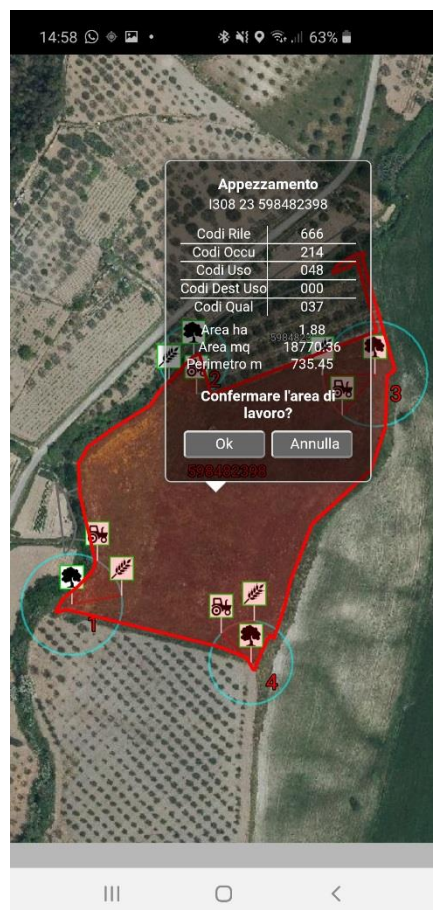 14:58 63%
Appezzamento
I308 23 598482398
Codi Rile 666
Codi Occu 214
Codi Uso 048
Codi Dest Uso 000
Codi Qual 037
Area ha 1.88
Area mq 18770.36
Perimetro m 735.45
Confermare l'area di
lavoro?
Ok Annulla
598482398
2
3
1
4